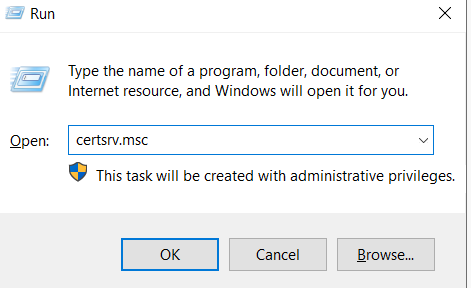 Run
Type the name of a program, folder, document, or
Internet resource, and Windows will open it for you.
Open: certsrv.msc
This task will be created with administrative privileges.
OK Cancel Browse...